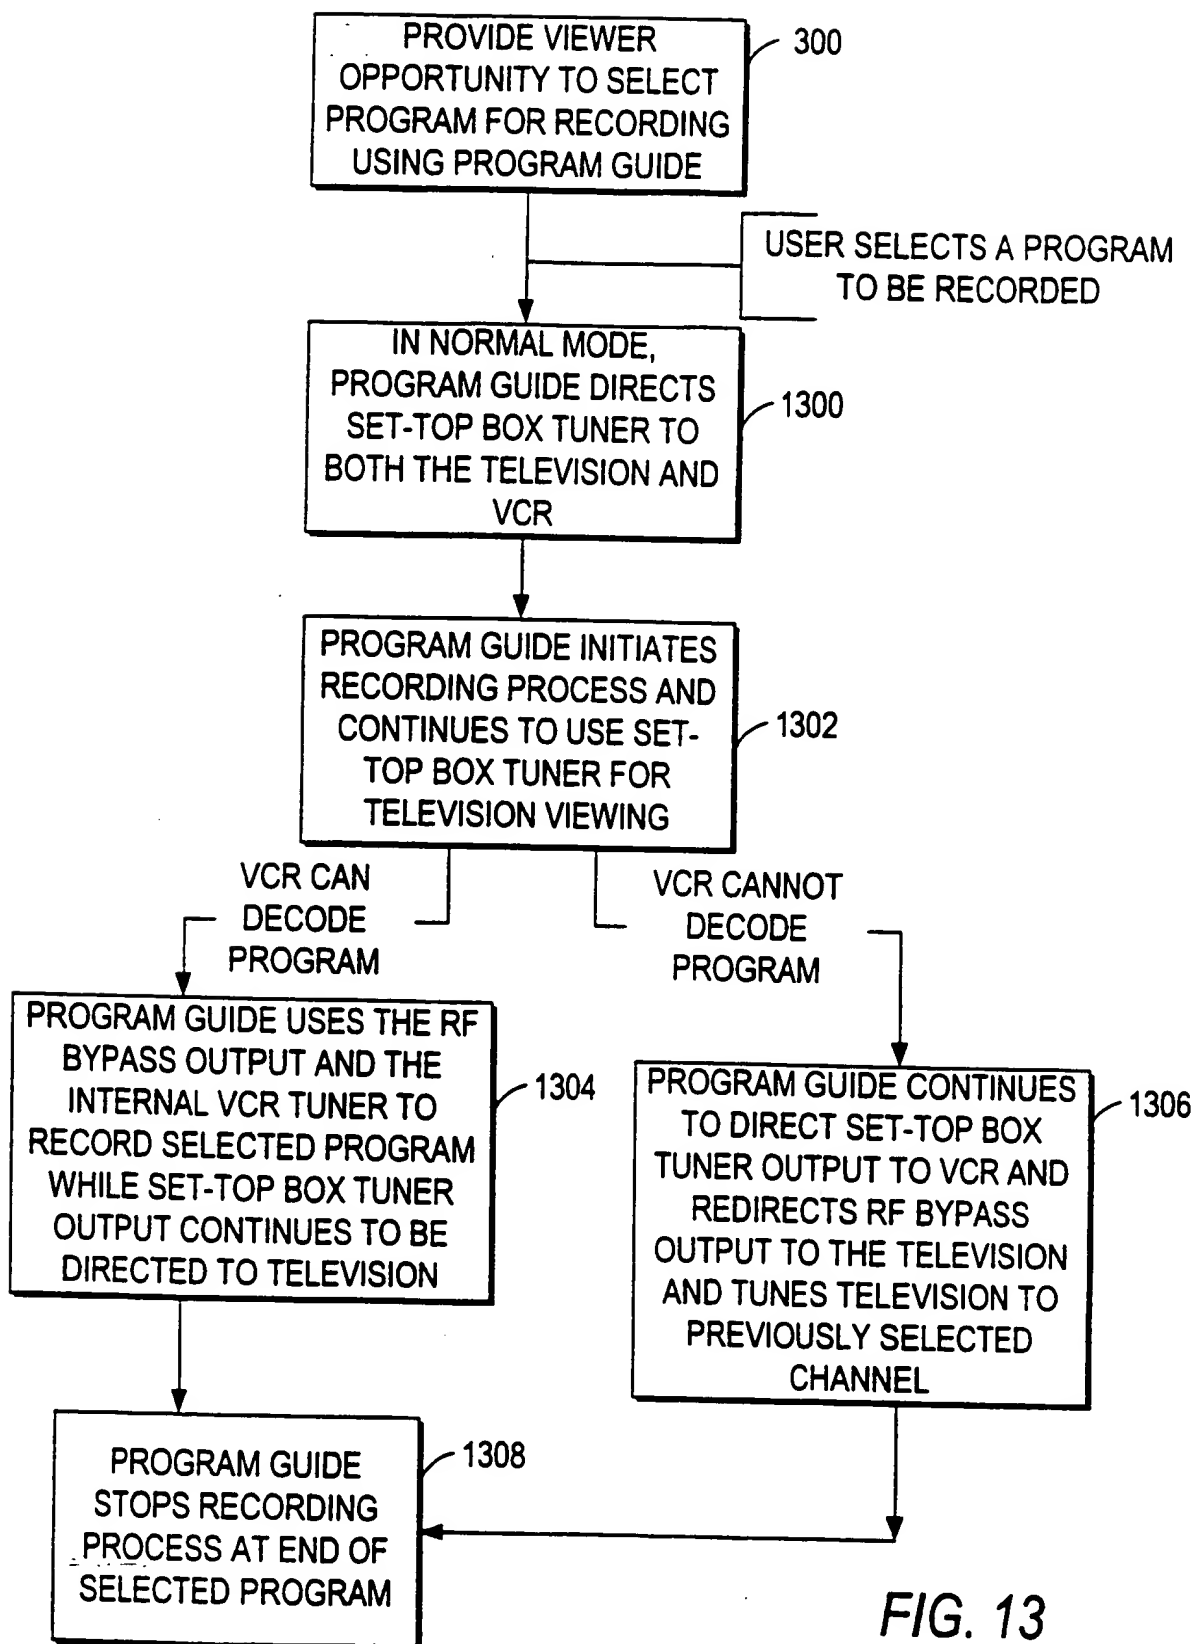 PROVIDE VIEWER
OPPORTUNITY TO SELECT
PROGRAM FOR RECORDING
USING PROGRAM GUIDE
300
USER SELECTS A PROGRAM
TO BE RECORDED
IN NORMAL MODE,
PROGRAM GUIDE DIRECTS
SET-TOP BOX TUNER TO
BOTH THE TELEVISION AND
VCR
1300
PROGRAM GUIDE INITIATES
RECORDING PROCESS AND
CONTINUES TO USE SET-
TOP BOX TUNER FOR
TELEVISION VIEWING
1302
VCR CAN
DECODE
PROGRAM
VCR CANNOT
DECODE
PROGRAM
PROGRAM GUIDE USES THE RF
BYPASS OUTPUT AND THE
INTERNAL VCR TUNER TO
RECORD SELECTED PROGRAM
WHILE SET-TOP BOX TUNER
OUTPUT CONTINUES TO BE
DIRECTED TO TELEVISION
1304
PROGRAM GUIDE CONTINUES
TO DIRECT SET-TOP BOX
TUNER OUTPUT TO VCR AND
REDIRECTS RF BYPASS
OUTPUT TO THE TELEVISION
AND TUNES TELEVISION TO
PREVIOUSLY SELECTED
CHANNEL
1306
PROGRAM GUIDE
STOPS RECORDING
PROCESS AT END OF
SELECTED PROGRAM
1308
FIG. 13